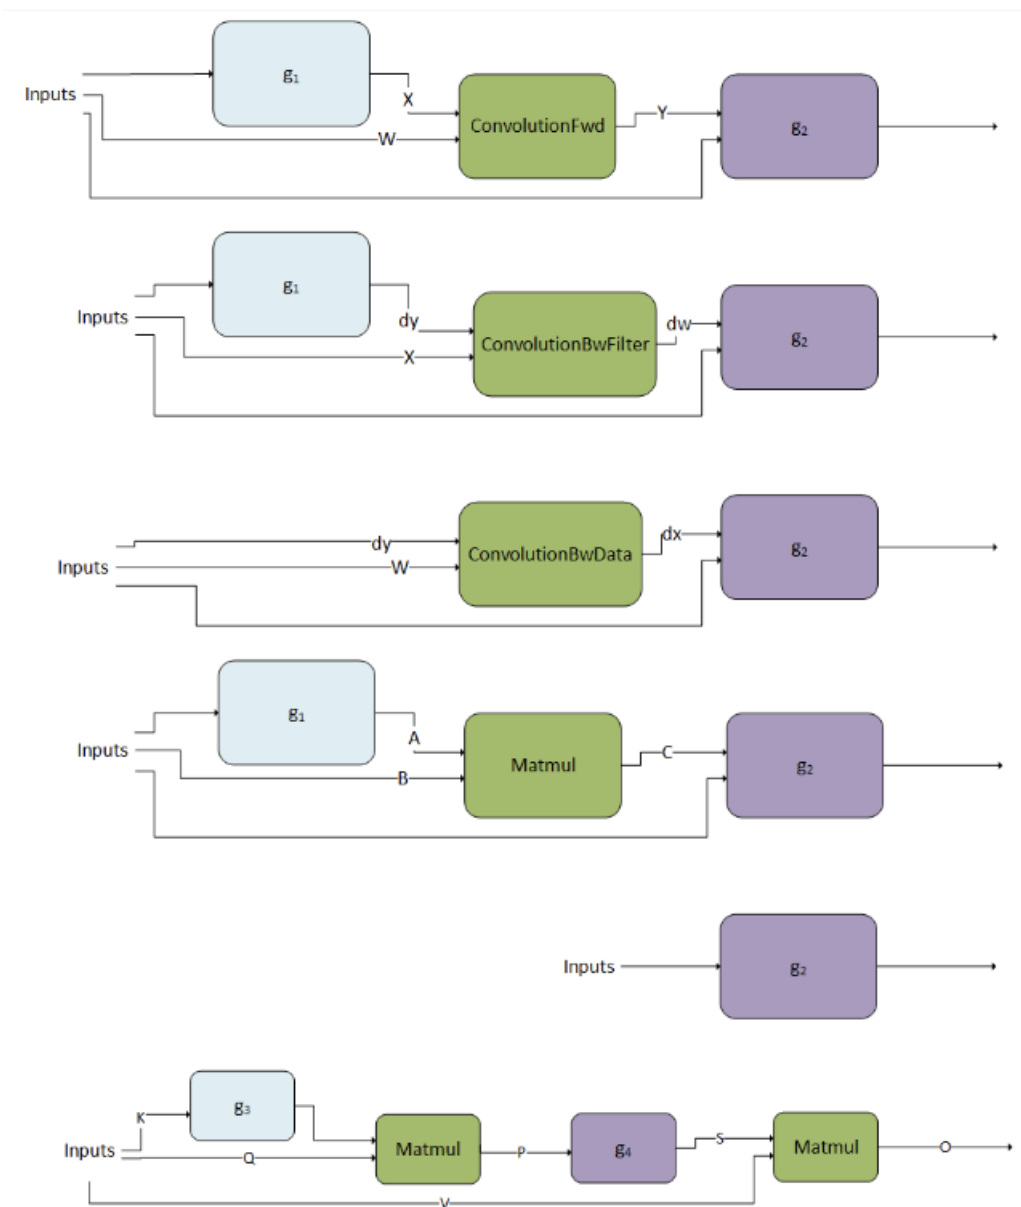 g₁
Inputs
X
W
ConvolutionFwd
Y
g₂
g₁
Inputs
dy
X
ConvolutionBwFilter
dw
g₂
Inputs
dy
W
ConvolutionBwData
dx
g₂
g₁
Inputs
A
B
Matmul
C
g₂
Inputs
g₂
Inputs
K
g₃
Q
Matmul
P
g₄
S
Matmul
O
V